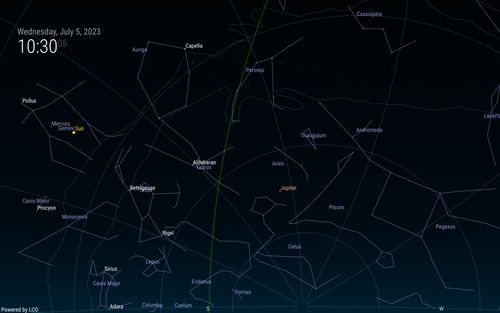 Wednesday, July 5, 2023
10:30 05
Cassiopeia
Auriga
Capella
Perseus
Pollux
Mercury
Gemini Sun
Triangulum
Andromeda
Lacerta
Aldebaran
Taurus
Aries
Betelgeuse
Jupiter
Canis Minor
Procyon
Monoceros
Pisces
Pegasus
Rigel
Cetus
Lepus
Sirius
Canis Major
Eridanus
Fornax
Adara
Columba
Caelum
S
W
Powered by LCO